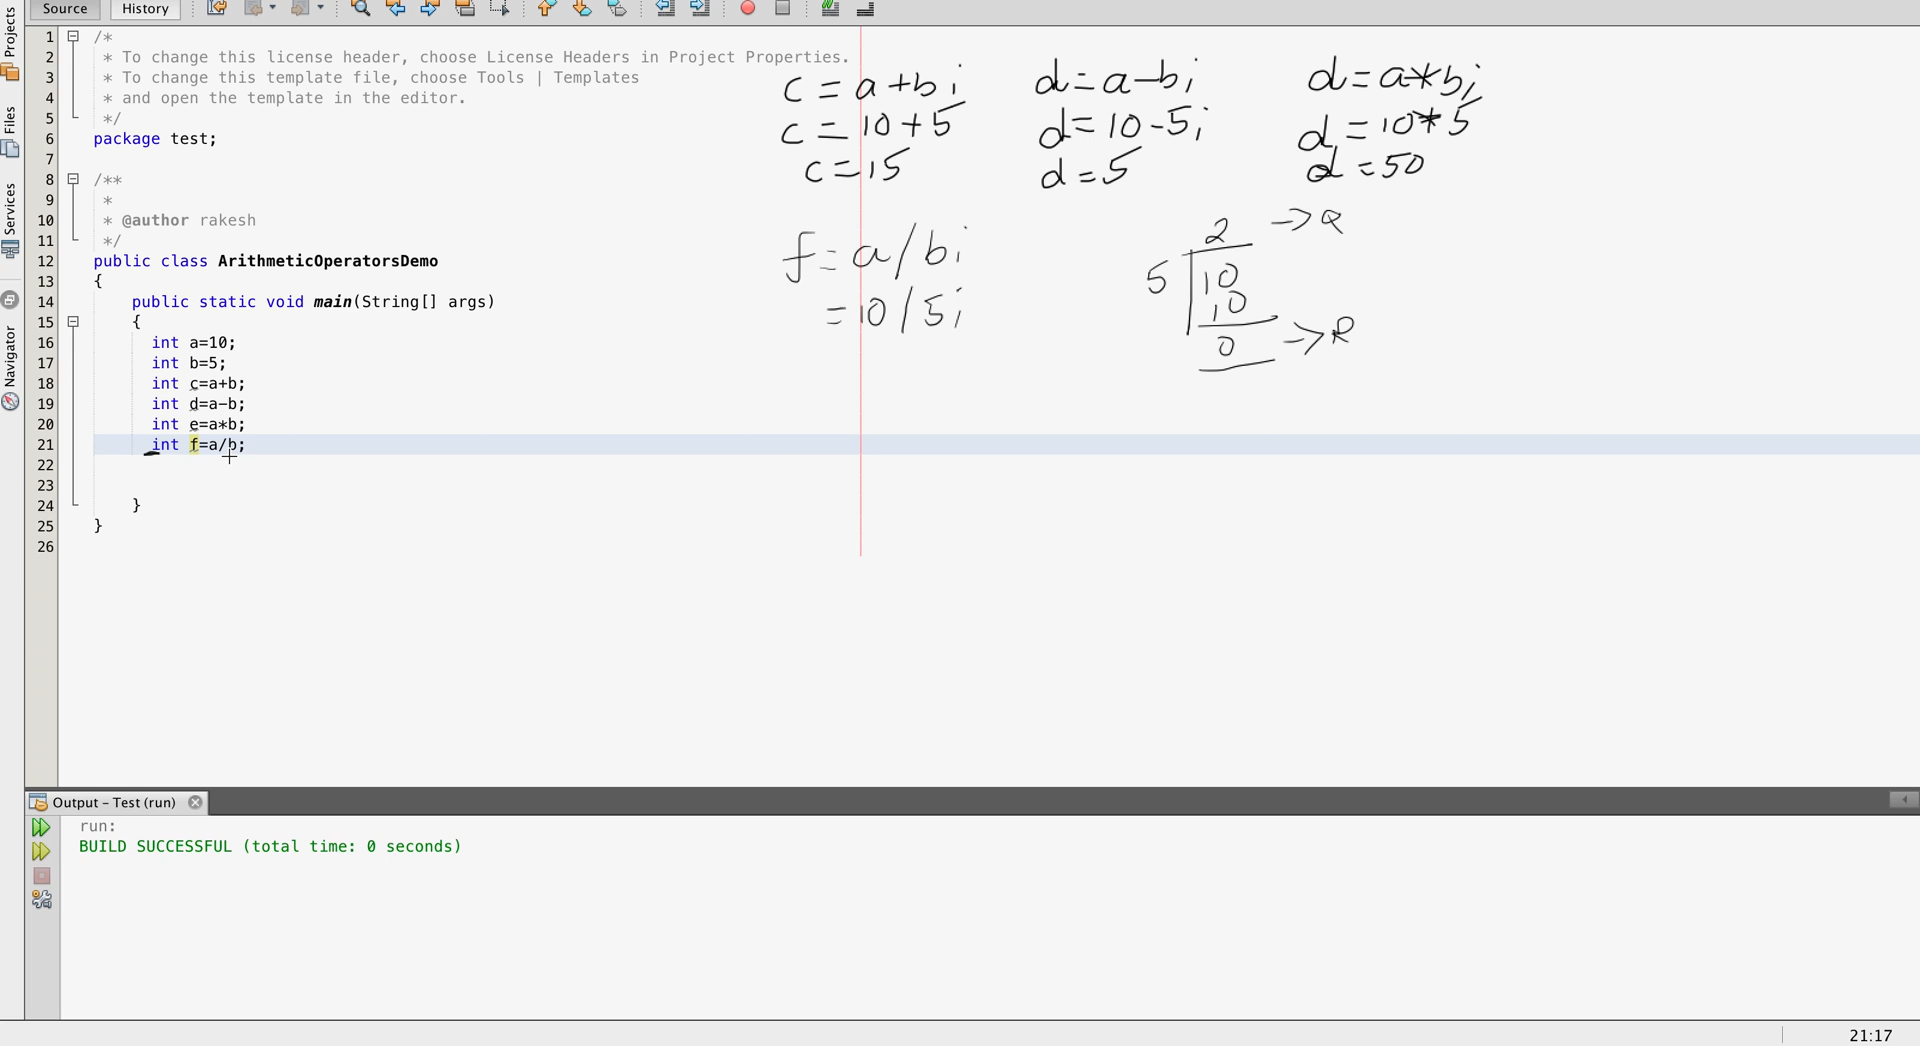 Source History
Projects
Files
Services
Navigator
1 /*
2 * To change this license header, choose License Headers in Project Properties.
3 * To change this template file, choose Tools | Templates
4 * and open the template in the editor.
5 */
6 package test;
7
8 /**
9 *
10 * @author rakesh
11 */
12 public class ArithmeticOperatorsDemo
13 {
14 public static void main(String[] args)
15 {
16 int a=10;
17 int b=5;
18 int c=a+b;
19 int d=a-b;
20 int e=a*b;
21 int f=a/b;
22
23
24 }
25 }
26
c = a+b;
c = 10+5
c = 15
d = a-b;
d = 10-5;
d = 5
d = a*b;
d = 10*5
d = 50
f = a/b;
= 10/5;
2 -> Q
5 10
10
0 -> R
Output - Test (run)
run:
BUILD SUCCESSFUL (total time: 0 seconds)
21:17